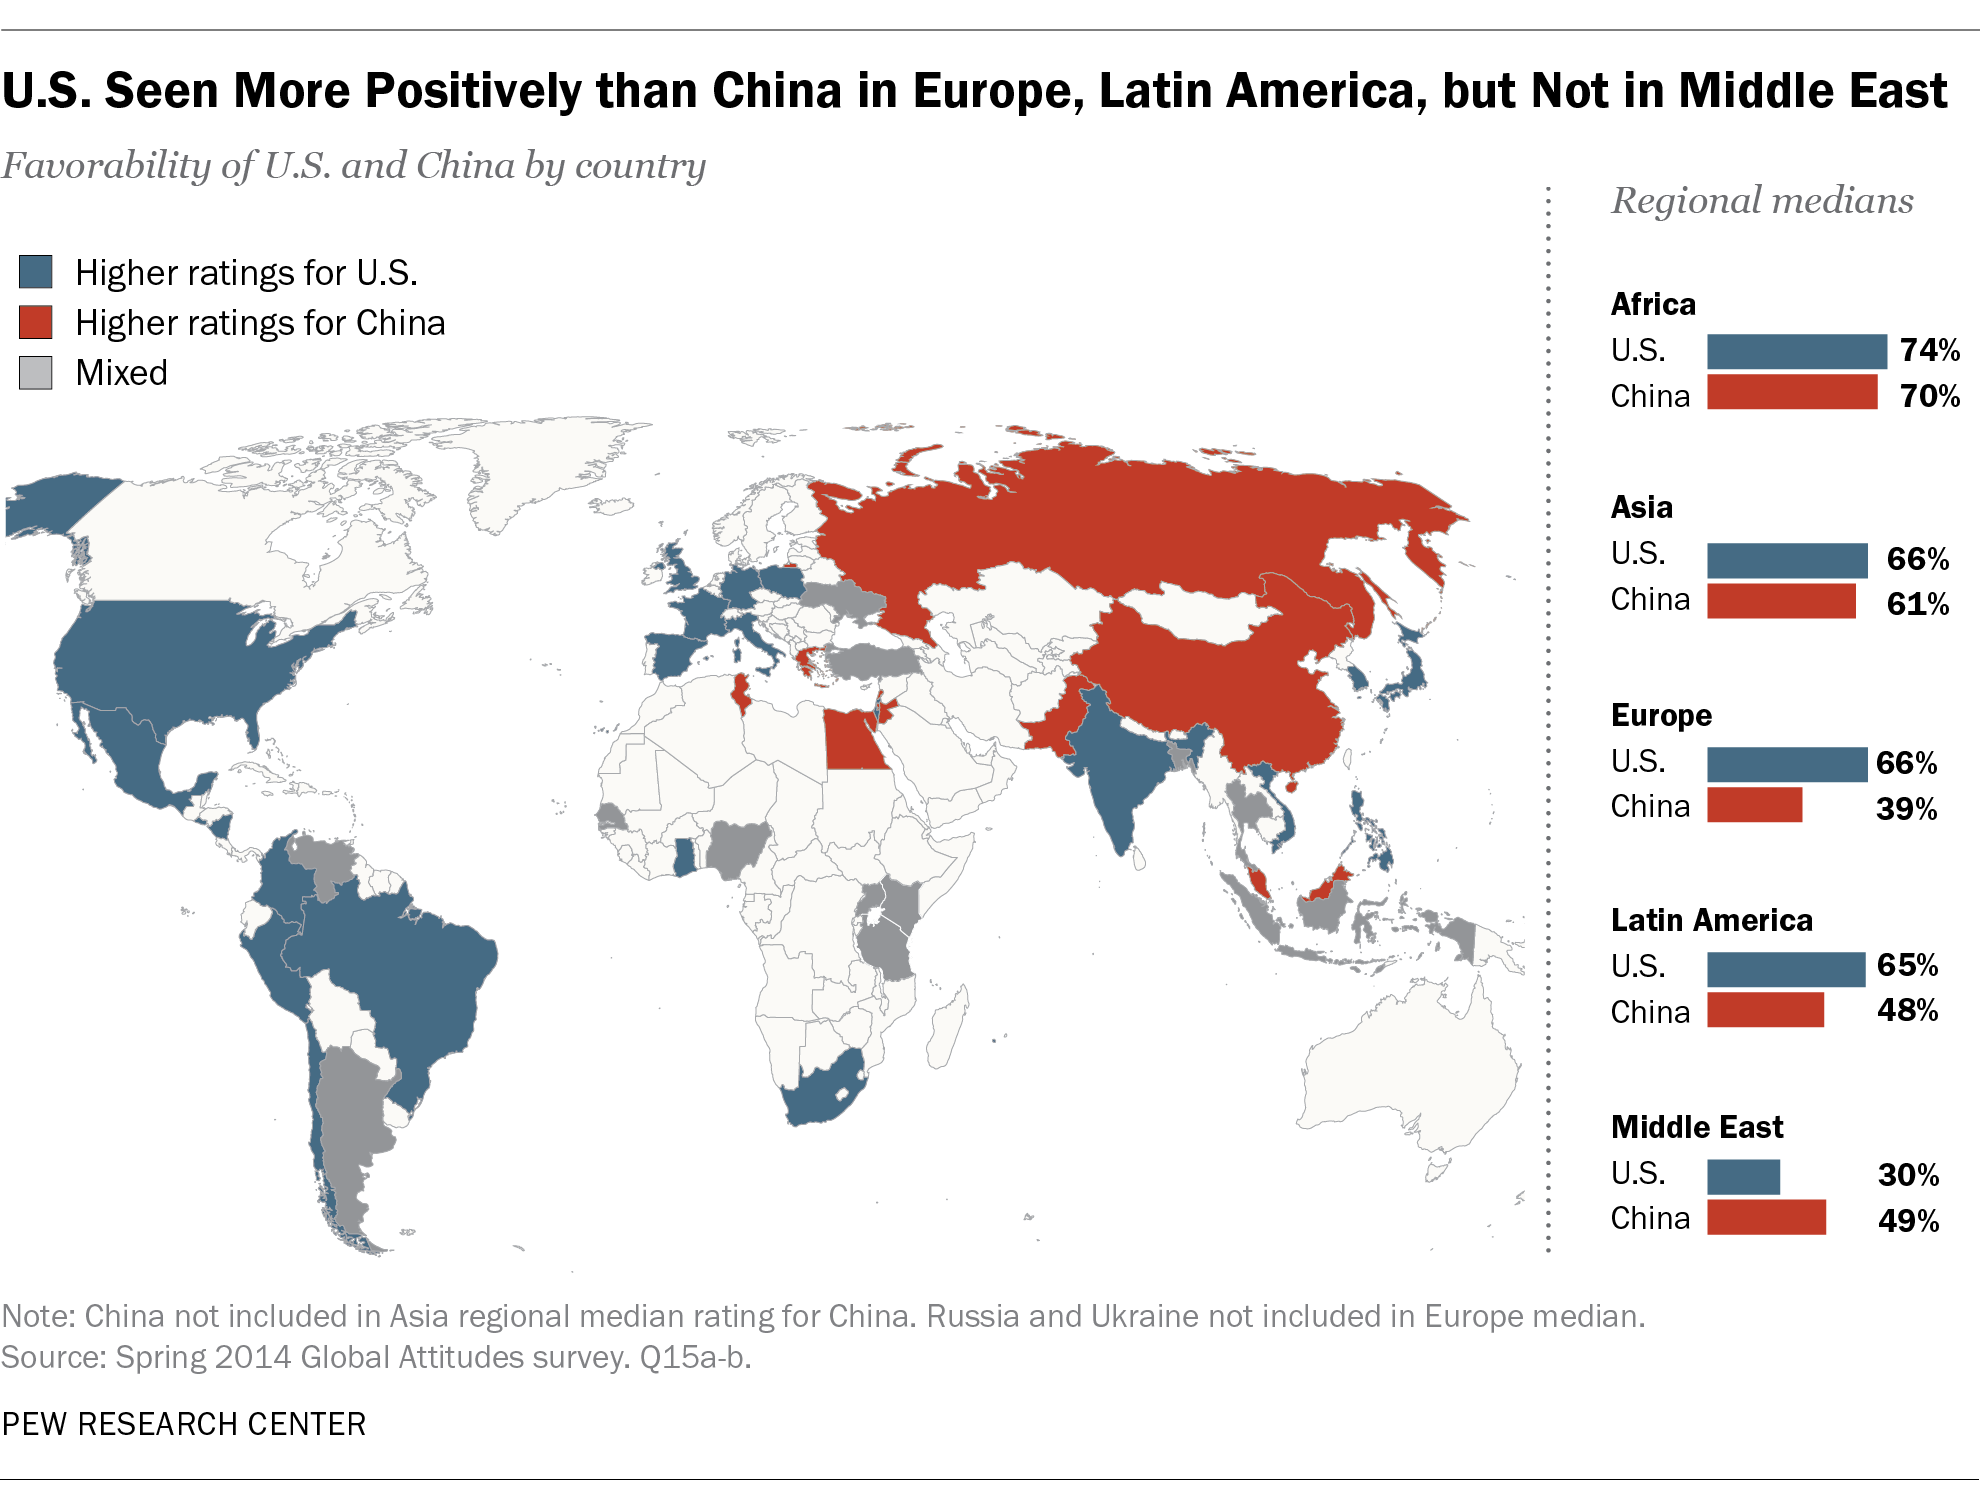 U.S. Seen More Positively than China in Europe, Latin America, but Not in Middle East
Favorability of U.S. and China by country
Regional medians
Higher ratings for U.S.
Higher ratings for China
Mixed
Africa
U.S. 74%
China 70%
Asia
U.S. 66%
China 61%
Europe
U.S. 66%
China 39%
Latin America
U.S. 65%
China 48%
Middle East
U.S. 30%
China 49%
Note: China not included in Asia regional median rating for China. Russia and Ukraine not included in Europe median.
Source: Spring 2014 Global Attitudes survey. Q15a-b.
PEW RESEARCH CENTER